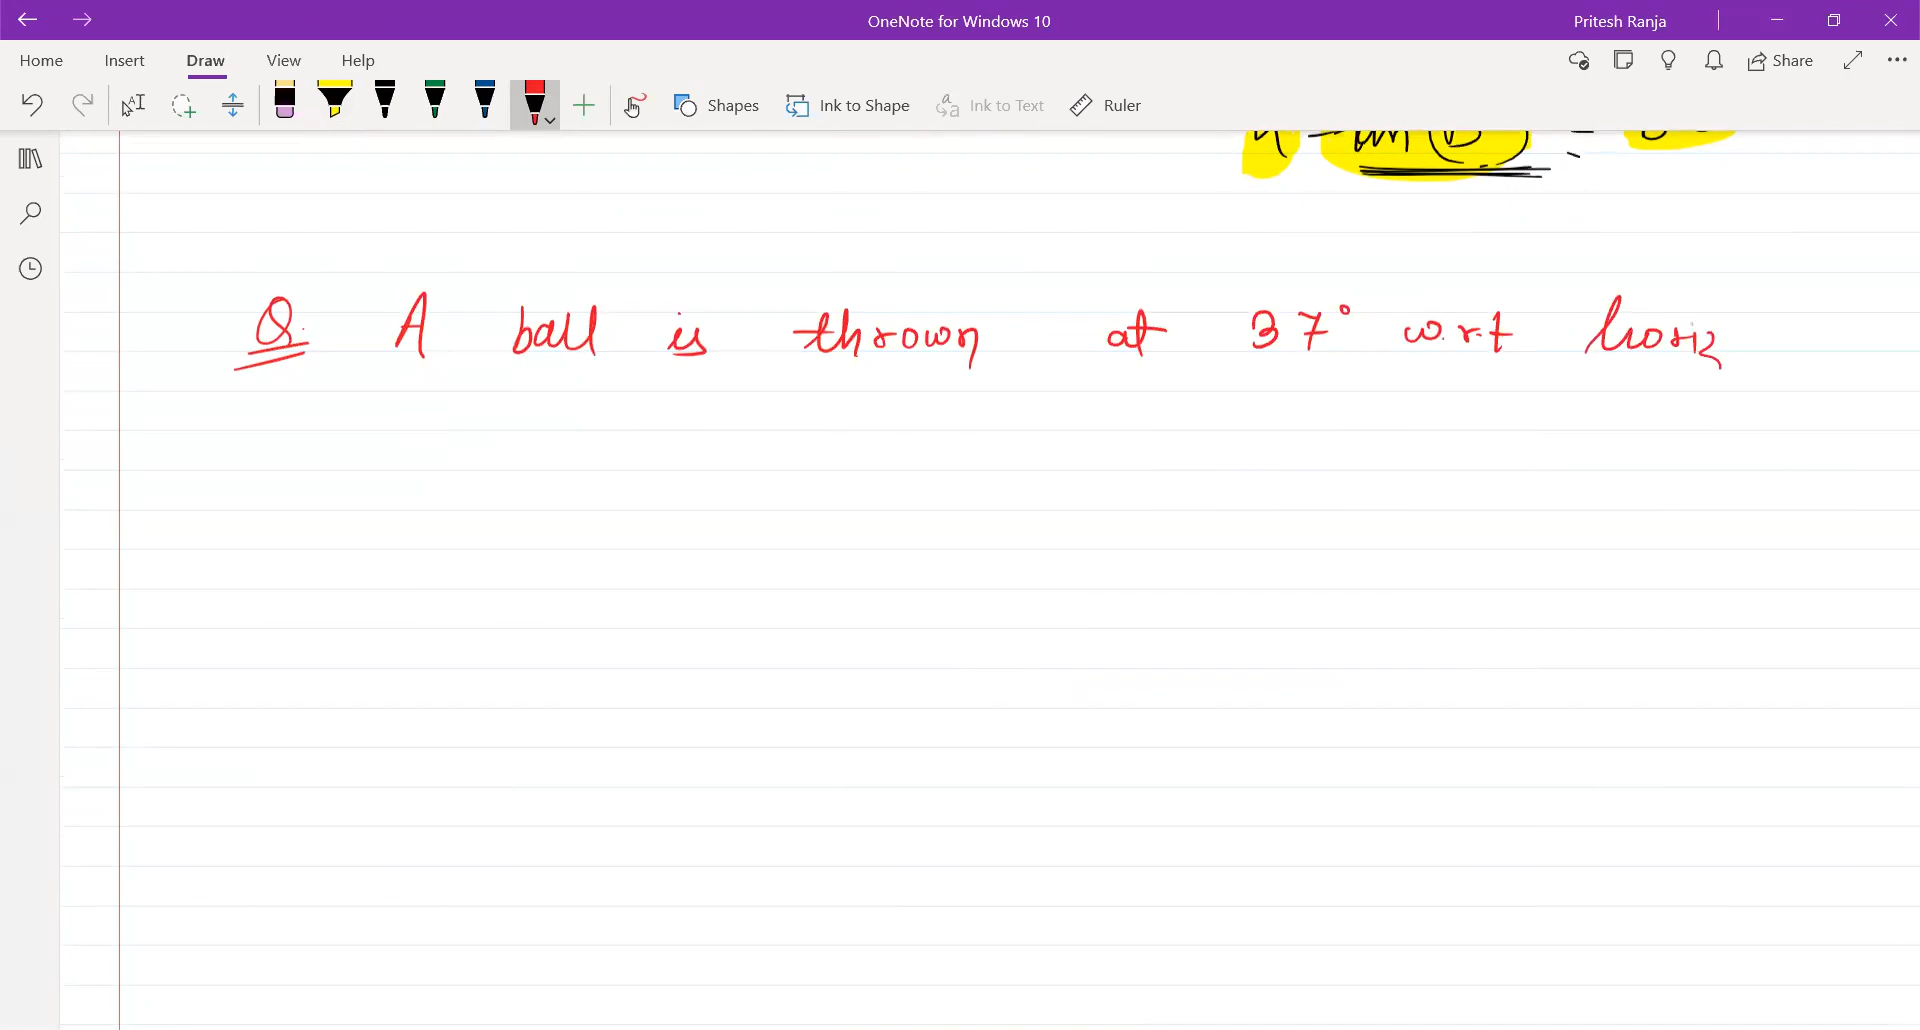 OneNote for Windows 10
Pritesh Ranja
Home Insert Draw View Help
Share
Shapes Ink to Shape Ink to Text Ruler
Q. A ball is thrown at 37° w.r.t horiz